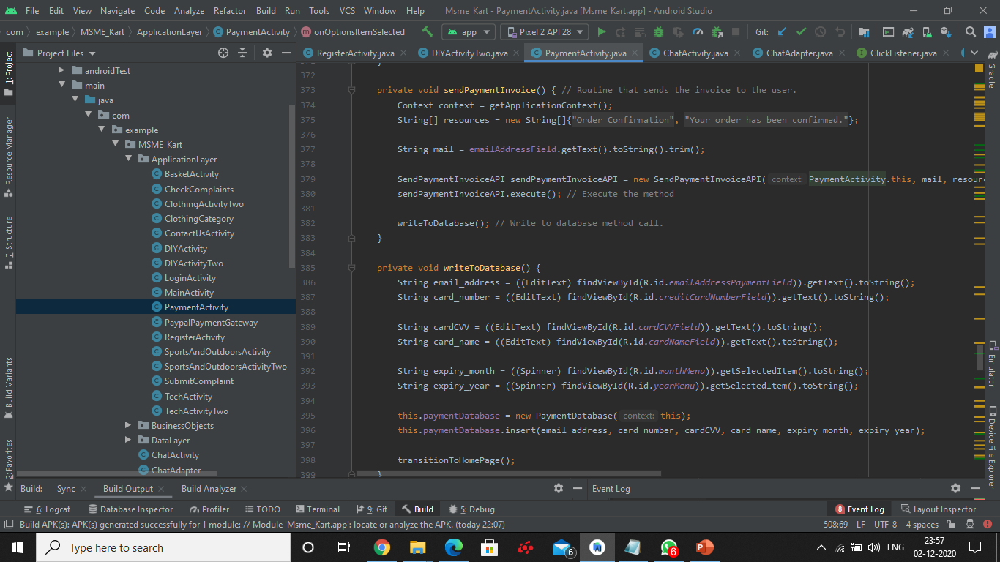 File Edit View Navigate Code Analyze Refactor Build Run Tools VCS Window Help Msme_Kart - PaymentActivity.java [Msme_Kart.app] - Android Studio
com example MSME_Kart ApplicationLayer PaymentActivity onOptionsItemSelected app Pixel 2 API 28 Git:
1: Project
Resource Manager
7: Structure
Build Variants
2: Favorites
Project Files
androidTest
main
java
com
example
MSME_Kart
ApplicationLayer
BasketActivity
CheckComplaints
ClothingActivityTwo
ClothingCategory
ContactUsActivity
DIYActivity
DIYActivityTwo
LoginActivity
MainActivity
PaymentActivity
PaypalPaymentGateway
RegisterActivity
SportsAndOutdoorsActivity
SportsAndOutdoorsActivityTwo
SubmitComplaint
TechActivity
TechActivityTwo
BusinessObjects
DataLayer
ChatActivity
ChatAdapter
RegisterActivity.java DIYActivityTwo.java PaymentActivity.java ChatActivity.java ChatAdapter.java ClickListener.java
372
373 private void sendPaymentInvoice() { // Routine that sends the invoice to the user.
374 Context context = getApplicationContext();
375 String[] resources = new String[]{"Order Confirmation", "Your order has been confirmed."};
376
377 String mail = emailAddressField.getText().toString().trim();
378
379 SendPaymentInvoiceAPI sendPaymentInvoiceAPI = new SendPaymentInvoiceAPI( context: PaymentActivity.this, mail, resour
380 sendPaymentInvoiceAPI.execute(); // Execute the method
381
382 writeToDatabase(); // Write to database method call.
383 }
384
385 private void writeToDatabase() {
386 String email_address = ((EditText) findViewById(R.id.emailAddressPaymentField)).getText().toString();
387 String card_number = ((EditText) findViewById(R.id.creditCardNumberField)).getText().toString();
388
389 String cardCVV = ((EditText) findViewById(R.id.cardCVVField)).getText().toString();
390 String card_name = ((EditText) findViewById(R.id.cardNameField)).getText().toString();
391
392 String expiry_month = ((Spinner) findViewById(R.id.monthMenu)).getSelectedItem().toString();
393 String expiry_year = ((Spinner) findViewById(R.id.yearMenu)).getSelectedItem().toString();
394
395 this.paymentDatabase = new PaymentDatabase( context: this);
396 this.paymentDatabase.insert(email_address, card_number, cardCVV, card_name, expiry_month, expiry_year);
397
398 transitionToHomePage();
399 }
Gradle
Emulator
Device File Explorer
Build: Sync Build Output Build Analyzer Event Log
6: Logcat Database Inspector Profiler TODO Terminal 9: Git Build 5: Debug 8 Event Log Layout Inspector
Build APK(s): APK(s) generated successfully for 1 module: // Module 'Msme_Kart.app': locate or analyze the APK. (today 22:07) 508:69 LF UTF-8 4 spaces
Type here to search 6 6 ENG 23:57
02-12-2020